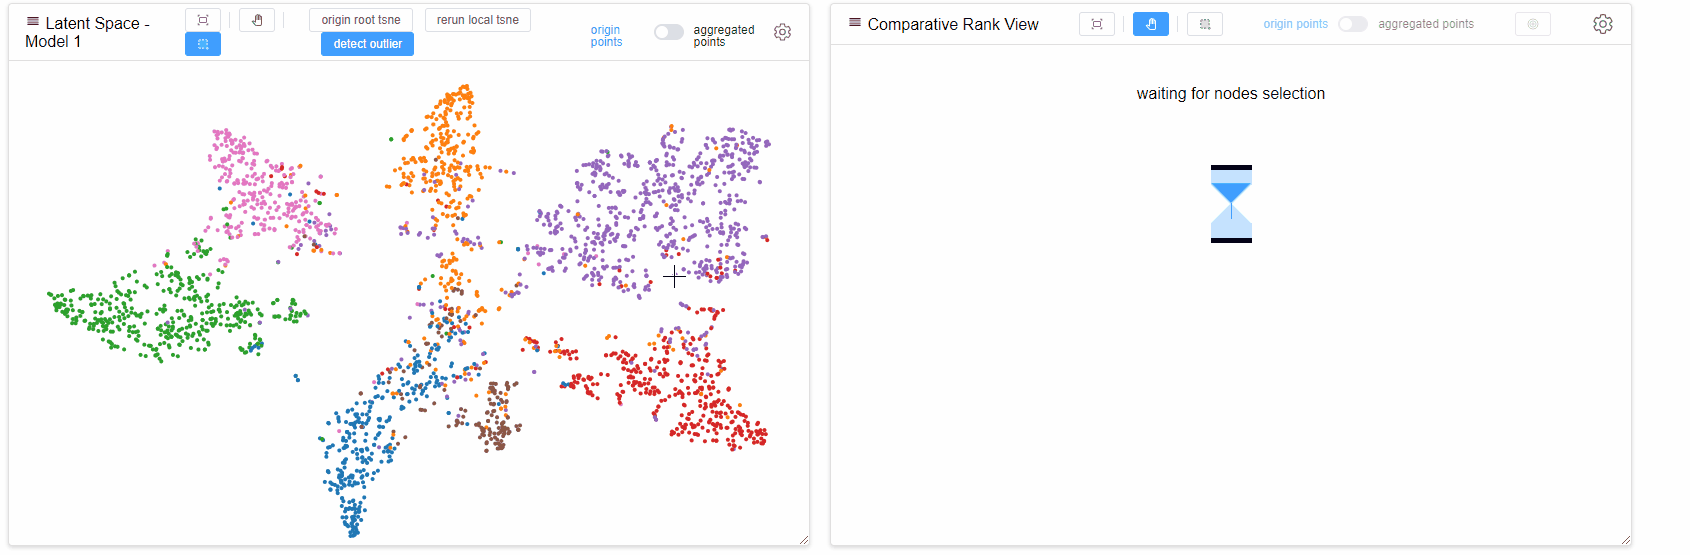 Latent Space -
Model 1
origin root tsne
rerun local tsne
detect outlier
origin
points
aggregated
points
Comparative Rank View
origin points
aggregated points
waiting for nodes selection